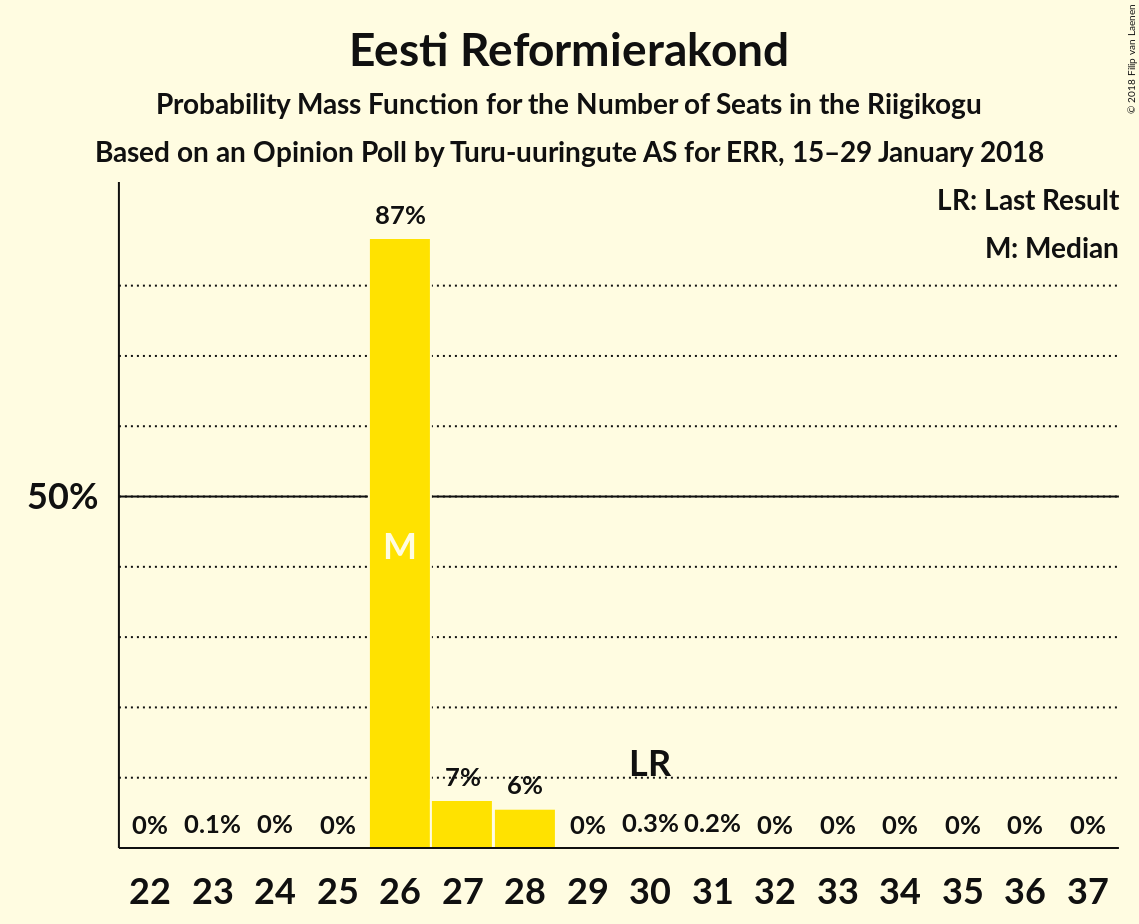 Eesti Reformierakond
Probability Mass Function for the Number of Seats in the Riigikogu
Based on an Opinion Poll by Turu-uuringute AS for ERR, 15–29 January 2018
© 2018 Filip van Laenen
LR: Last Result
M: Median
87%
50%
M
LR
7%
6%
0%
0.1%
0%
0%
0%
0.3%
0.2%
0%
0%
0%
0%
0%
0%
22 23 24 25 26 27 28 29 30 31 32 33 34 35 36 37